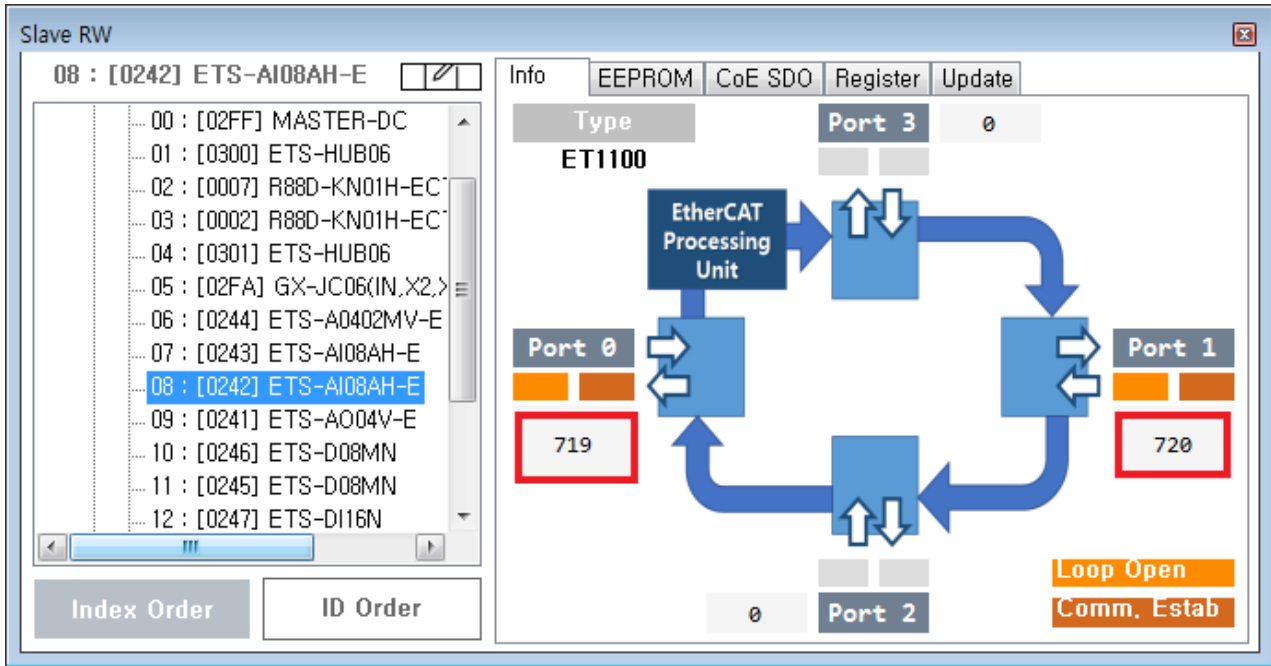 Slave RW
08 : [0242] ETS-AI08AH-E
00 : [02FF] MASTER-DC
01 : [0300] ETS-HUB06
02 : [0007] R88D-KN01H-EC
03 : [0002] R88D-KN01H-EC
04 : [0301] ETS-HUB06
05 : [02FA] GX-JC06(IN,X2,X
06 : [0244] ETS-A0402MV-E
07 : [0243] ETS-AI08AH-E
08 : [0242] ETS-AI08AH-E
09 : [0241] ETS-AO04V-E
10 : [0246] ETS-D08MN
11 : [0245] ETS-D08MN
12 : [0247] ETS-DI16N
Index Order
ID Order
Info EEPROM CoE SDO Register Update
Type
ET1100
Port 3 0
EtherCAT
Processing
Unit
Port 0
719
Port 1
720
0 Port 2
Loop Open
Comm. Estab